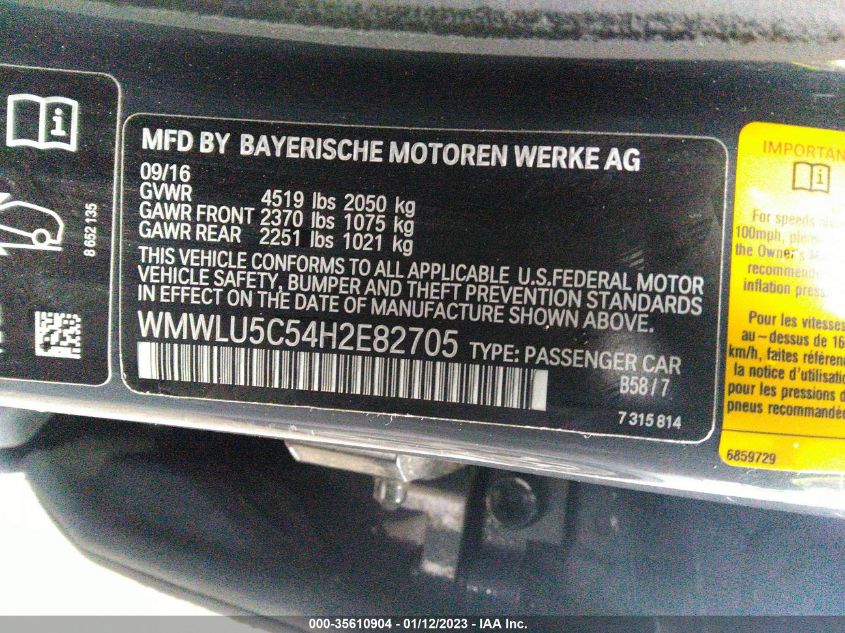 MFD BY BAYERISCHE MOTOREN WERKE AG
09/16
GVWR 4519 lbs 2050 kg
GAWR FRONT 2370 lbs 1075 kg
GAWR REAR 2251 lbs 1021 kg
THIS VEHICLE CONFORMS TO ALL APPLICABLE U.S.FEDERAL MOTOR
VEHICLE SAFETY, BUMPER AND THEFT PREVENTION STANDARDS
IN EFFECT ON THE DATE OF MANUFACTURE SHOWN ABOVE.
WMWLU5C54H2E82705 TYPE: PASSENGER CAR
B58/7
7 315 814
8 652 135
IMPORTAN
For speeds
100mph,
the Owner's
recommend
inflation press
Pour les vitesses
au-dessus de 16
km/h, faites référen
la notice d'utilisati
pour les pressions d
pneus recommandée
6859729
000-35610904 - 01/12/2023 - IAA Inc.